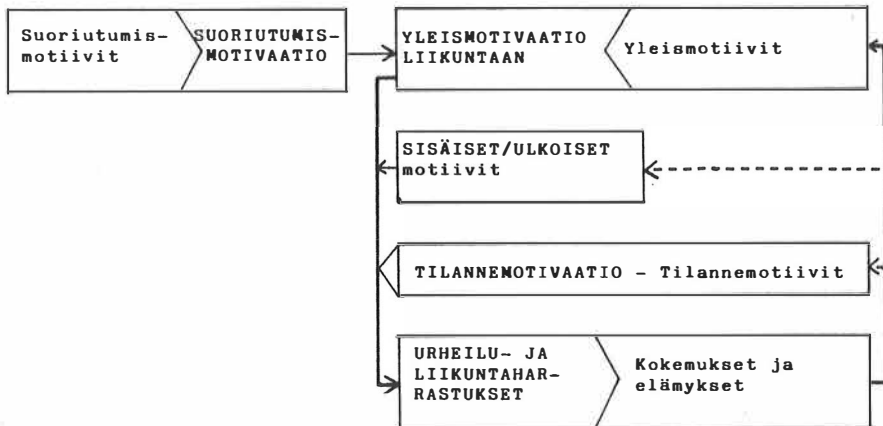 Suoriutumis-
motiivit
SUORIUTUMIS-
MOTIVAATIO
YLEISMOTIVAATIO
LIIKUNTAAN
Yleismotiivit
SISÄISET/ULKOISET
motiivit
TILANNEMOTIVAATIO - Tilannemotiivit
URHEILU- JA
LIIKUNTAHAR-
RASTUKSET
Kokemukset ja
elämykset